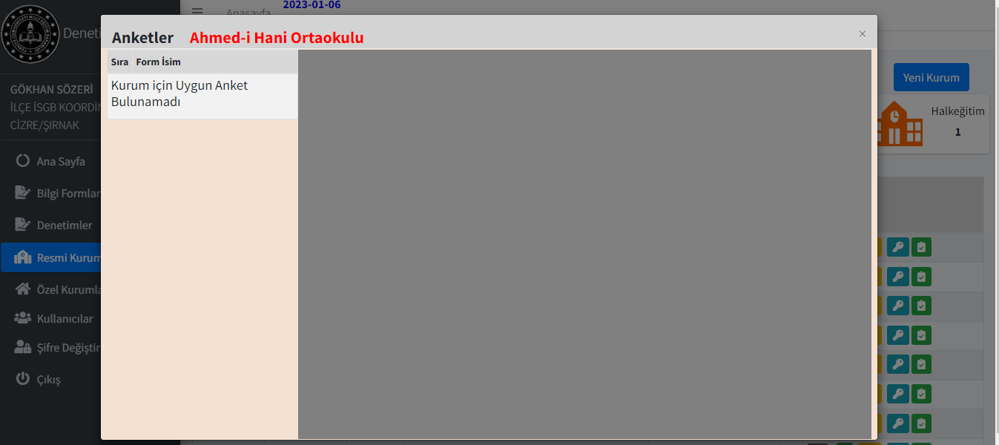 2023-01-06
Anasayfa
Deneti
Anketler Ahmed-i Hani Ortaokulu
×
Sıra Form İsim
Kurum için Uygun Anket
Bulunamadı
Yeni Kurum
Halkeğitim
1
GÖKHAN SÖZERİ
İLÇE İSGB KOORDİN
CİZRE/ŞIRNAK
Ana Sayfa
Bilgi Formlar
Denetimler
Resmi Kurum
Özel Kurumla
Kullanıcılar
Şifre Değiştir
Çıkış